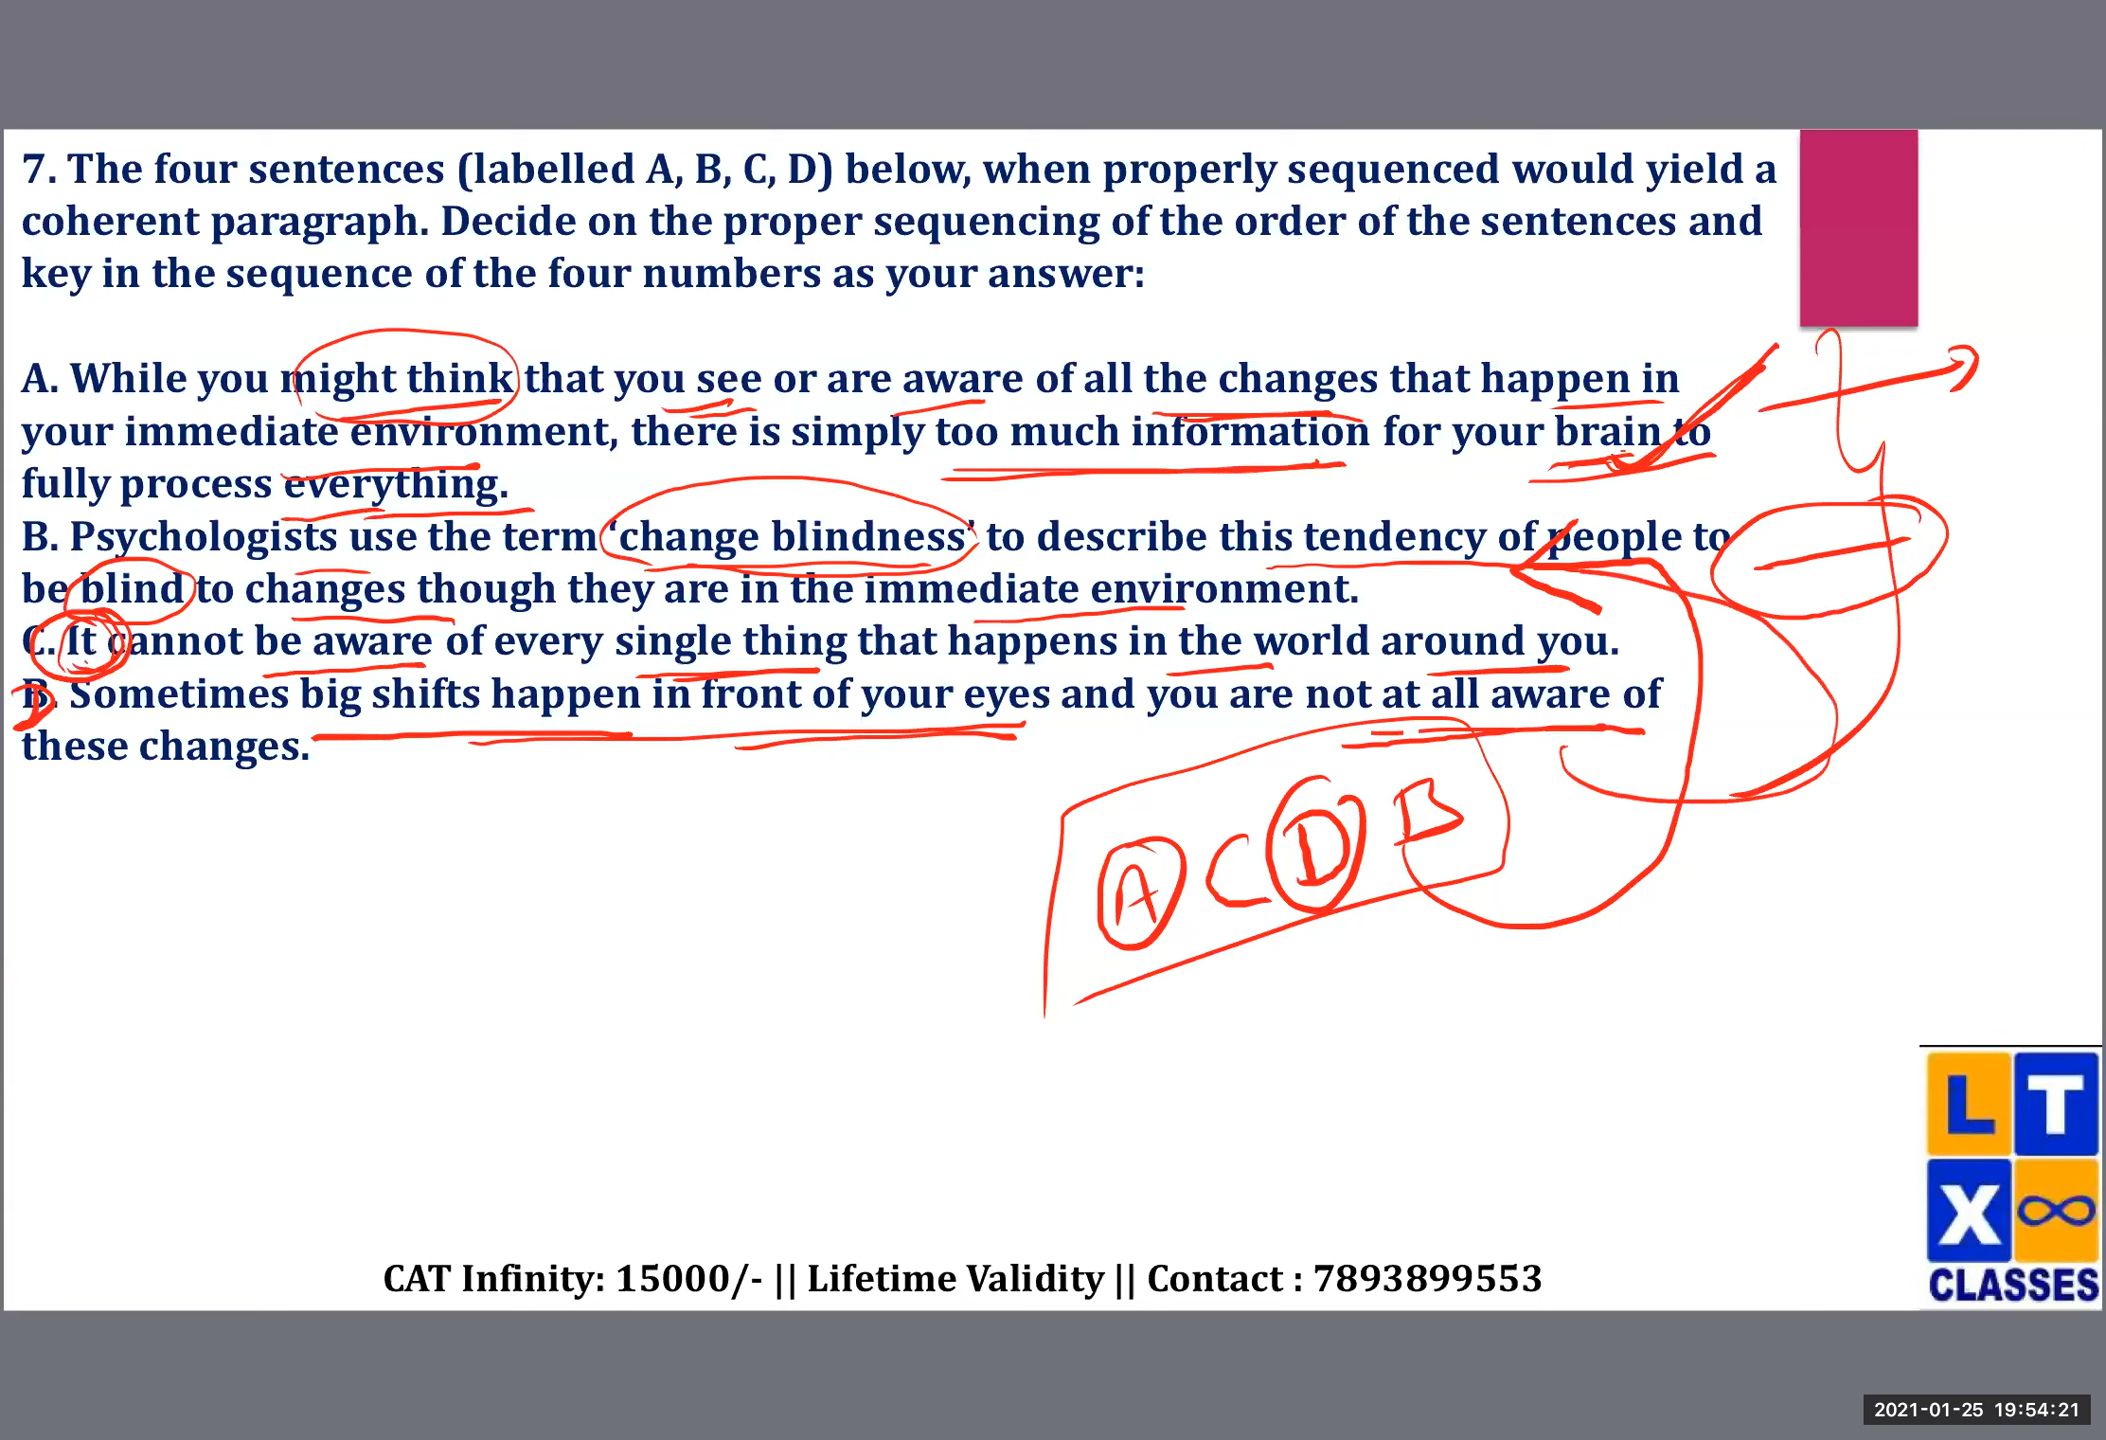 7. The four sentences (labelled A, B, C, D) below, when properly sequenced would yield a
coherent paragraph. Decide on the proper sequencing of the order of the sentences and
key in the sequence of the four numbers as your answer:
A. While you might think that you see or are aware of all the changes that happen in
your immediate environment, there is simply too much information for your brain to
fully process everything.
B. Psychologists use the term ‘change blindness’ to describe this tendency of people to
be blind to changes though they are in the immediate environment.
C. It cannot be aware of every single thing that happens in the world around you.
B. Sometimes big shifts happen in front of your eyes and you are not at all aware of
D
these changes.
A C D B
L T
X ∞
CLASSES
CAT Infinity: 15000/- || Lifetime Validity || Contact : 7893899553
2021-01-25 19:54:21